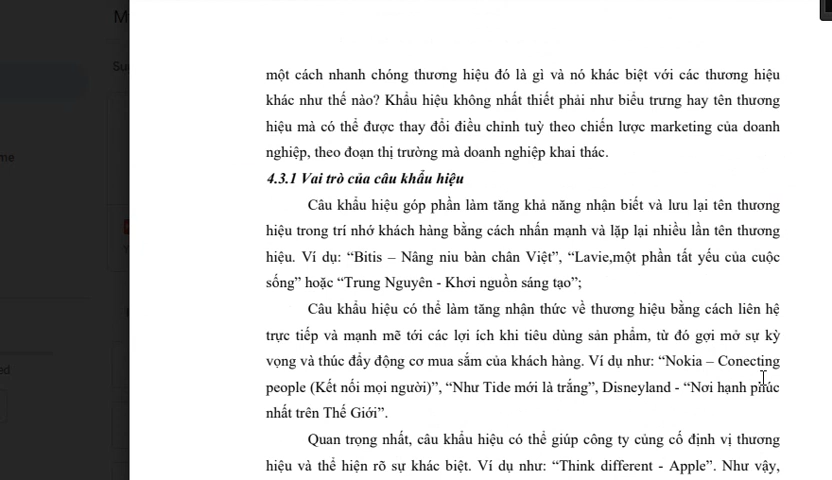 M
Su
me
ed
một cách nhanh chóng thương hiệu đó là gì và nó khác biệt với các thương hiệu
khác như thế nào? Khẩu hiệu không nhất thiết phải như biểu trưng hay tên thương
hiệu mà có thể được thay đổi điều chỉnh tuỳ theo chiến lược marketing của doanh
nghiệp, theo đoạn thị trường mà doanh nghiệp khai thác.
4.3.1 Vai trò của câu khẩu hiệu
Câu khẩu hiệu góp phần làm tăng khả năng nhận biết và lưu lại tên thương
hiệu trong trí nhớ khách hàng bằng cách nhấn mạnh và lặp lại nhiều lần tên thương
hiệu. Ví dụ: “Bitis – Nâng niu bàn chân Việt”, “Lavie,một phần tất yếu của cuộc
sống” hoặc “Trung Nguyên - Khơi nguồn sáng tạo”;
Câu khẩu hiệu có thể làm tăng nhận thức về thương hiệu bằng cách liên hệ
trực tiếp và mạnh mẽ tới các lợi ích khi tiêu dùng sản phẩm, từ đó gợi mở sự kỳ
vọng và thúc đẩy động cơ mua sắm của khách hàng. Ví dụ như: “Nokia – Conecting
people (Kết nối mọi người)”, “Như Tide mới là trắng”, Disneyland - “Nơi hạnh phúc
nhất trên Thế Giới”.
Quan trọng nhất, câu khẩu hiệu có thể giúp công ty củng cố định vị thương
hiệu và thể hiện rõ sự khác biệt. Ví dụ như: “Think different - Apple”. Như vậy,